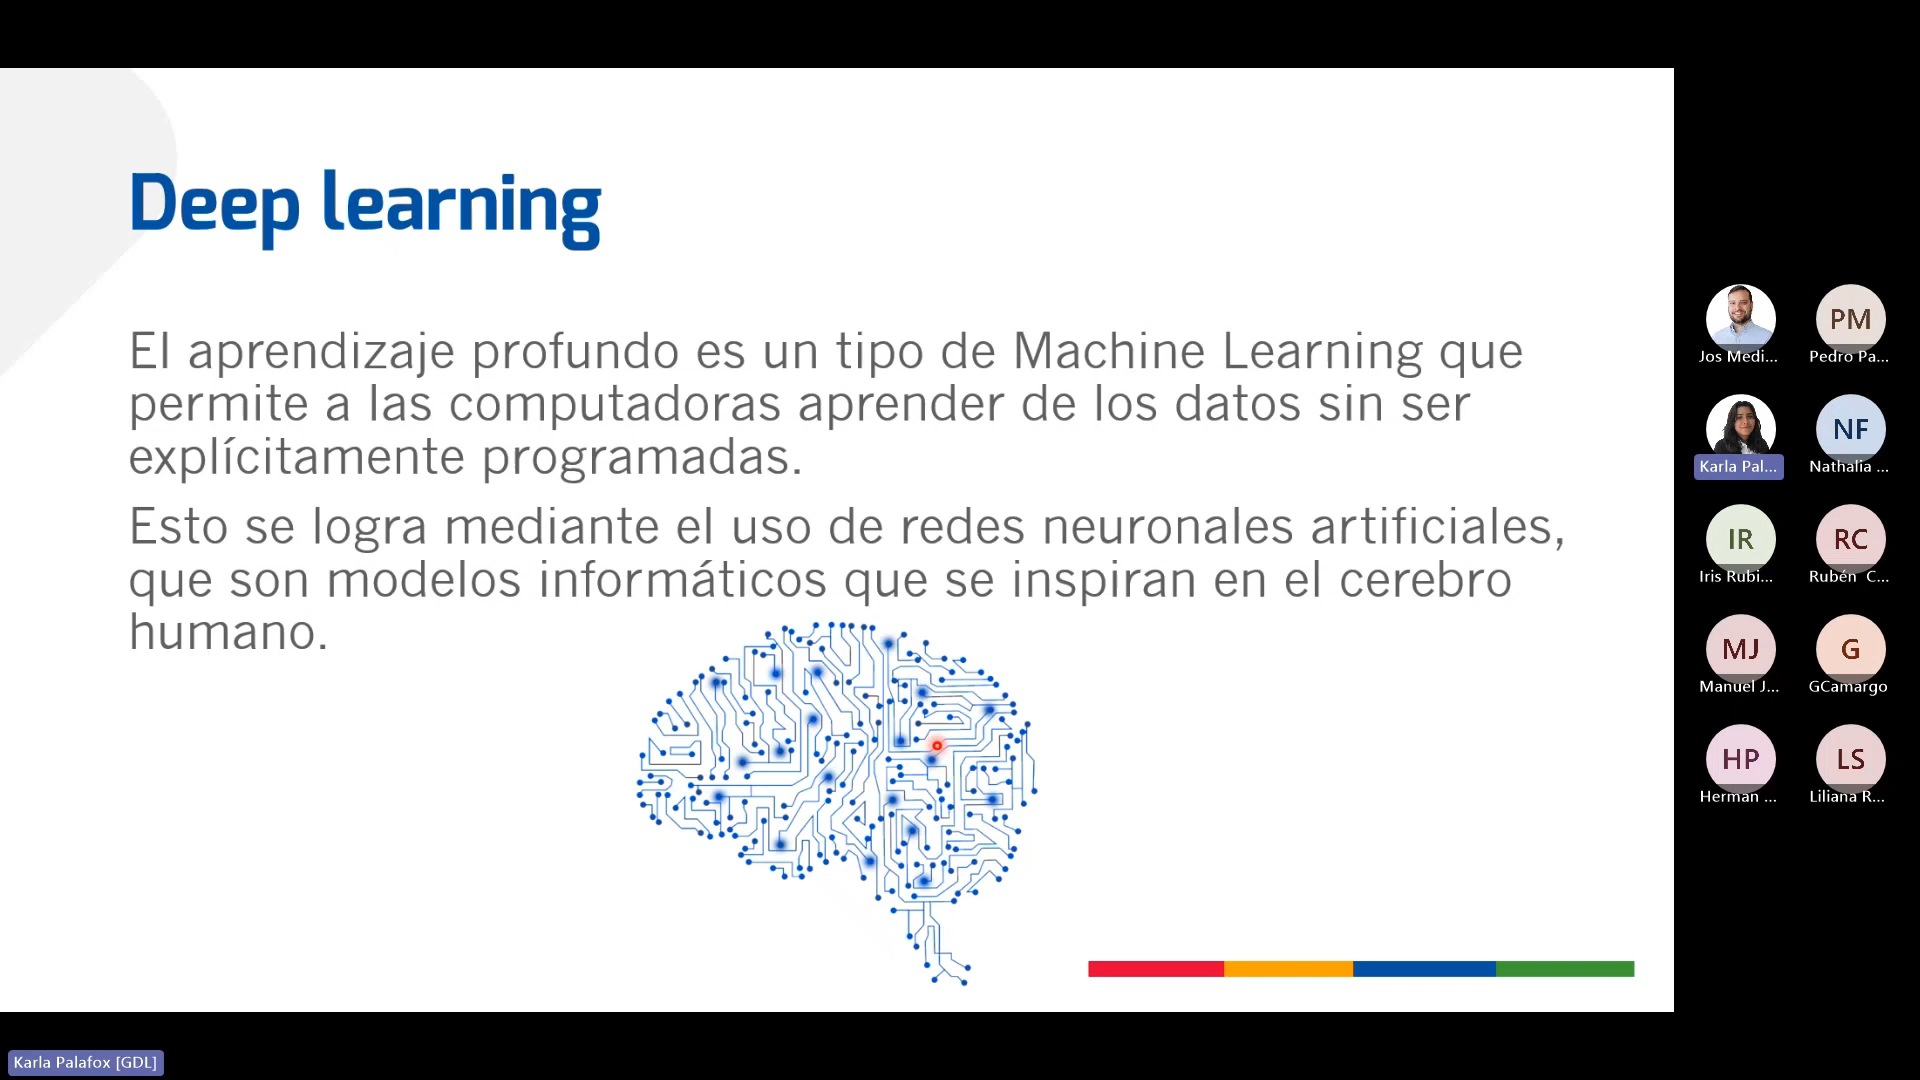 Deep learning
El aprendizaje profundo es un tipo de Machine Learning que
permite a las computadoras aprender de los datos sin ser
explícitamente programadas.
Esto se logra mediante el uso de redes neuronales artificiales,
que son modelos informáticos que se inspiran en el cerebro
humano.
Jos Medi...
PM
Pedro Pa...
Karla Pal...
NF
Nathalia ...
IR
Iris Rubi...
RC
Rubén C...
MJ
Manuel J...
G
GCamargo
HP
Herman ...
LS
Liliana R...
Karla Palafox [GDL]